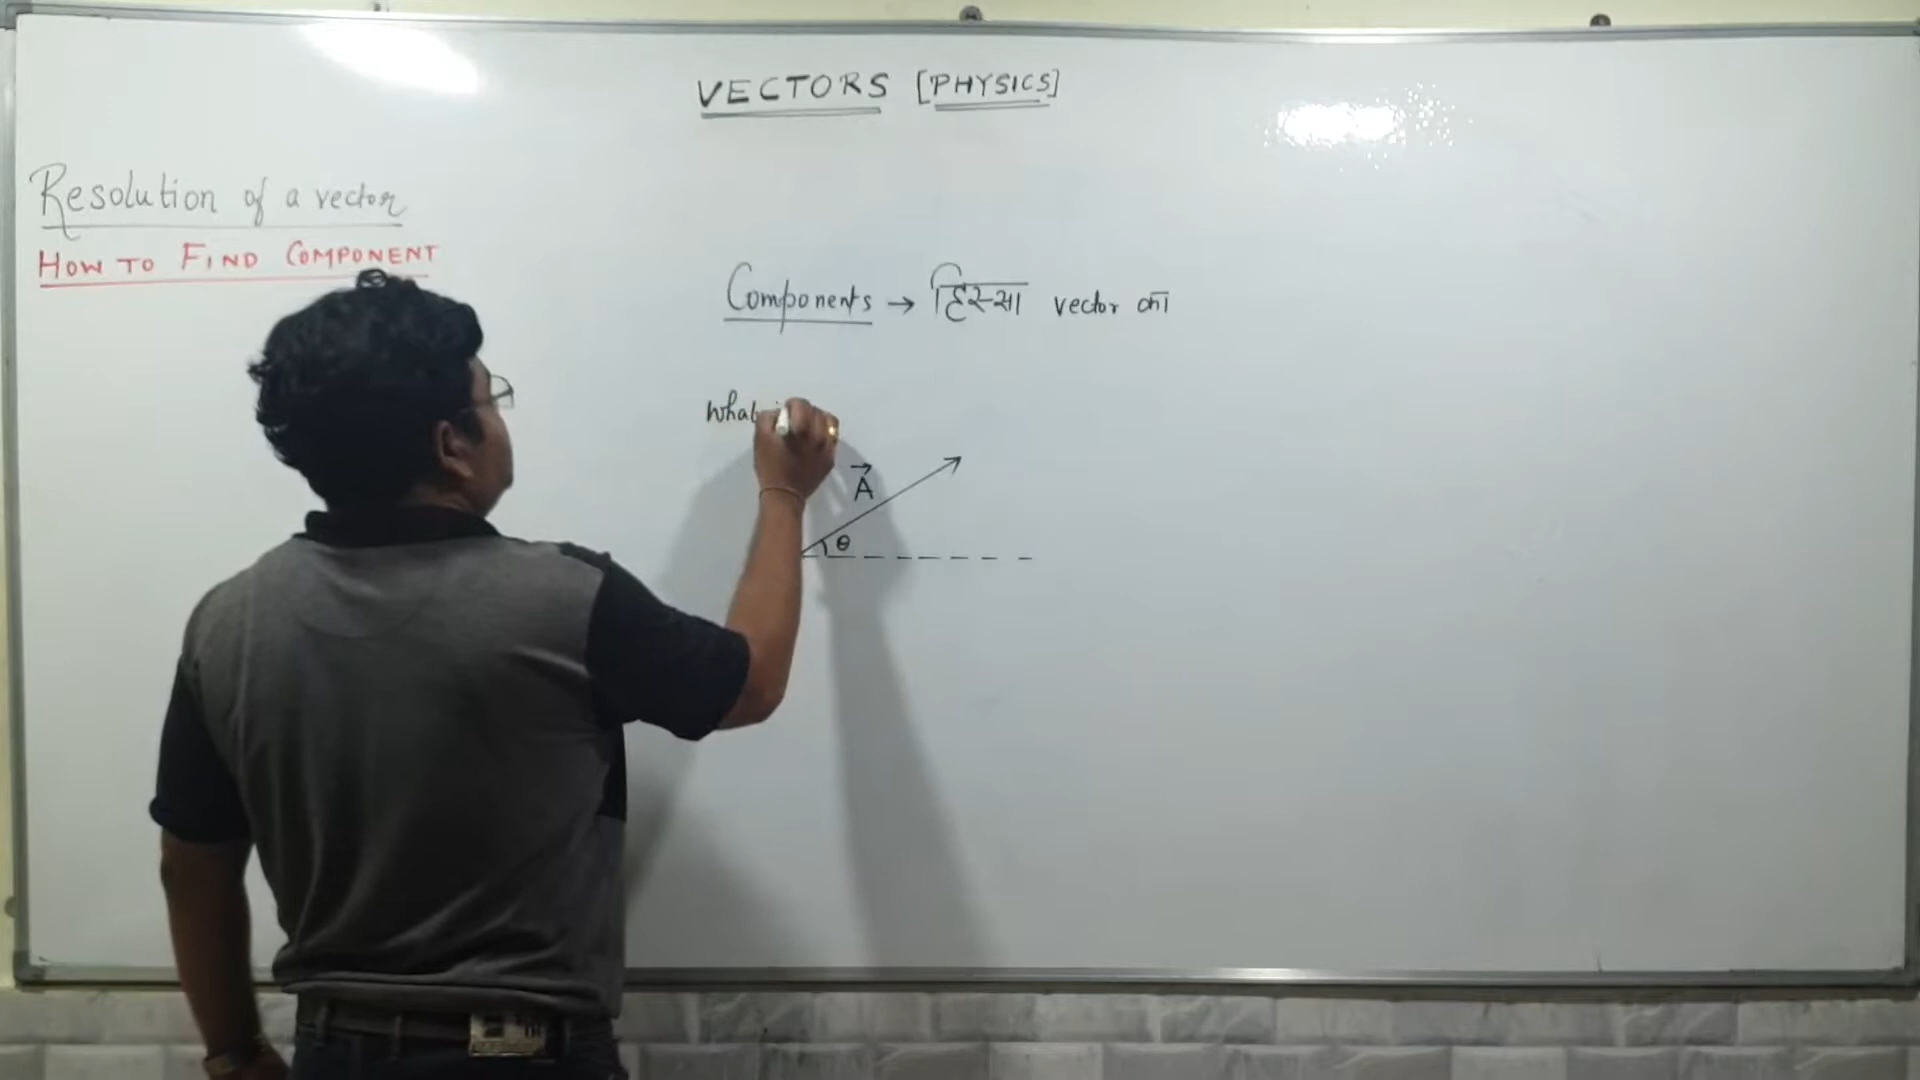 VECTORS [PHYSICS]
Resolution of a vector
HOW TO FIND COMPONENT
Components → हिस्सा vector का
What
A
θ